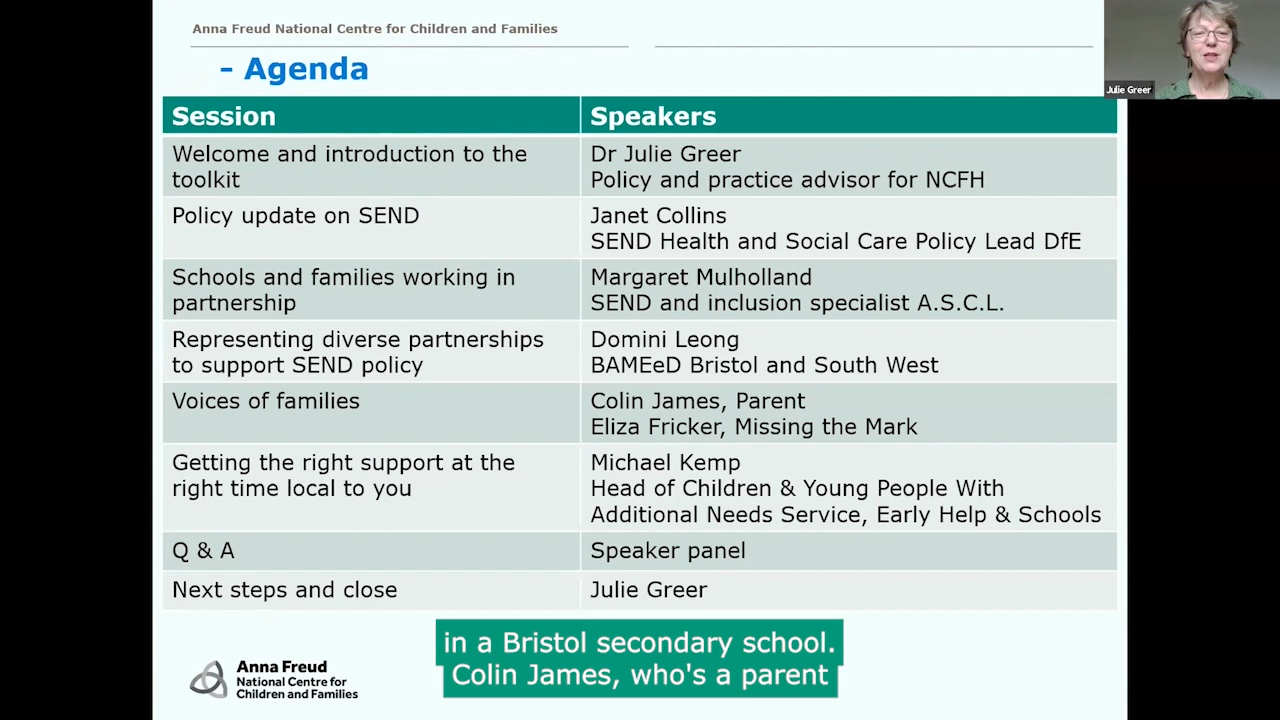 Anna Freud National Centre for Children and Families
- Agenda
Julie Greer
Session
Speakers
Welcome and introduction to the
toolkit
Dr Julie Greer
Policy and practice advisor for NCFH
Policy update on SEND
Janet Collins
SEND Health and Social Care Policy Lead DfE
Schools and families working in
partnership
Margaret Mulholland
SEND and inclusion specialist A.S.C.L.
Representing diverse partnerships
to support SEND policy
Domini Leong
BAMEeD Bristol and South West
Voices of families
Colin James, Parent
Eliza Fricker, Missing the Mark
Getting the right support at the
right time local to you
Michael Kemp
Head of Children & Young People With
Additional Needs Service, Early Help & Schools
Q & A
Speaker panel
Next steps and close
Julie Greer
in a Bristol secondary school.
Colin James, who's a parent
Anna Freud
National Centre for
Children and Families